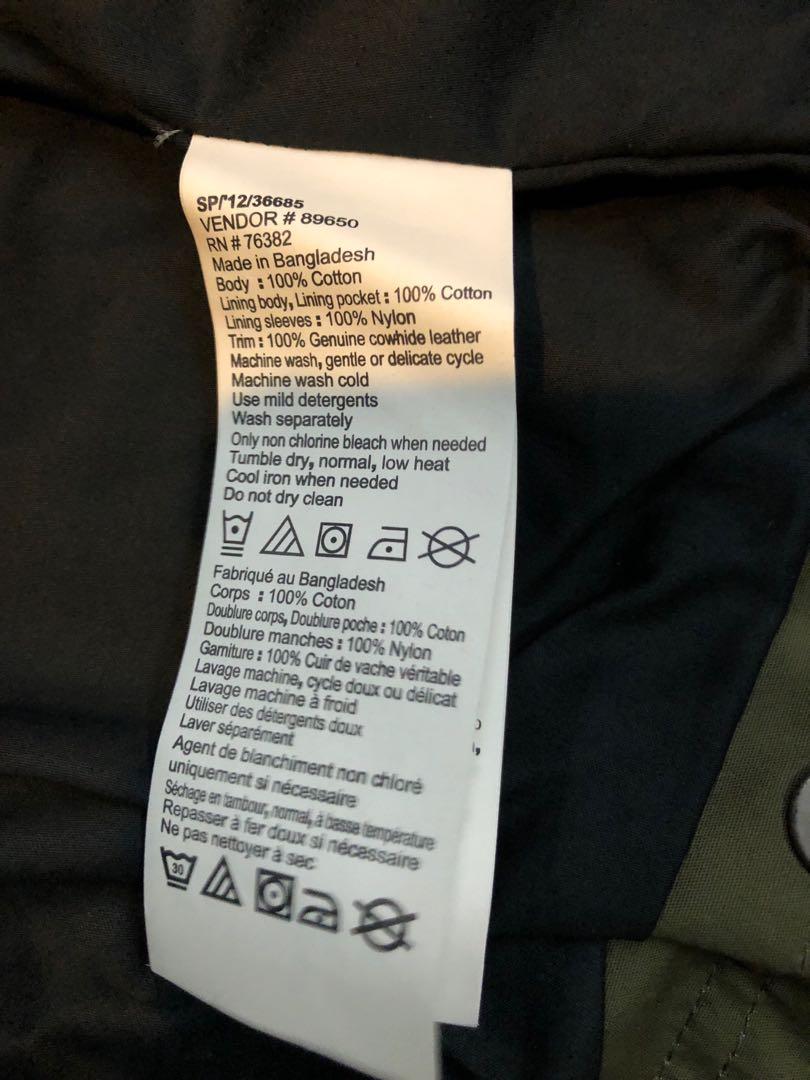 SP/'12/36685
VENDOR # 89650
RN # 76382
Made in Bangladesh
Body : 100% Cotton
Lining body, Lining pocket : 100% Cotton
Lining sleeves : 100% Nylon
Trim : 100% Genuine cowhide leather
Machine wash, gentle or delicate cycle
Machine wash cold
Use mild detergents
Wash separately
Only non chlorine bleach when needed
Tumble dry, normal, low heat
Cool iron when needed
Do not dry clean
Fabriqué au Bangladesh
Corps : 100% Coton
Doublure corps, Doublure poche : 100% Coton
Doublure manches : 100% Nylon
Garniture : 100% Cuir de vache véritable
Lavage machine, cycle doux ou délicat
Lavage machine à froid
Utiliser des détergents doux
Laver séparément
Agent de blanchiment non chloré
uniquement si nécessaire
Séchage en tambour, normal, à basse température
Repasser à fer doux si nécessaire
Ne pas nettoyer à sec
30